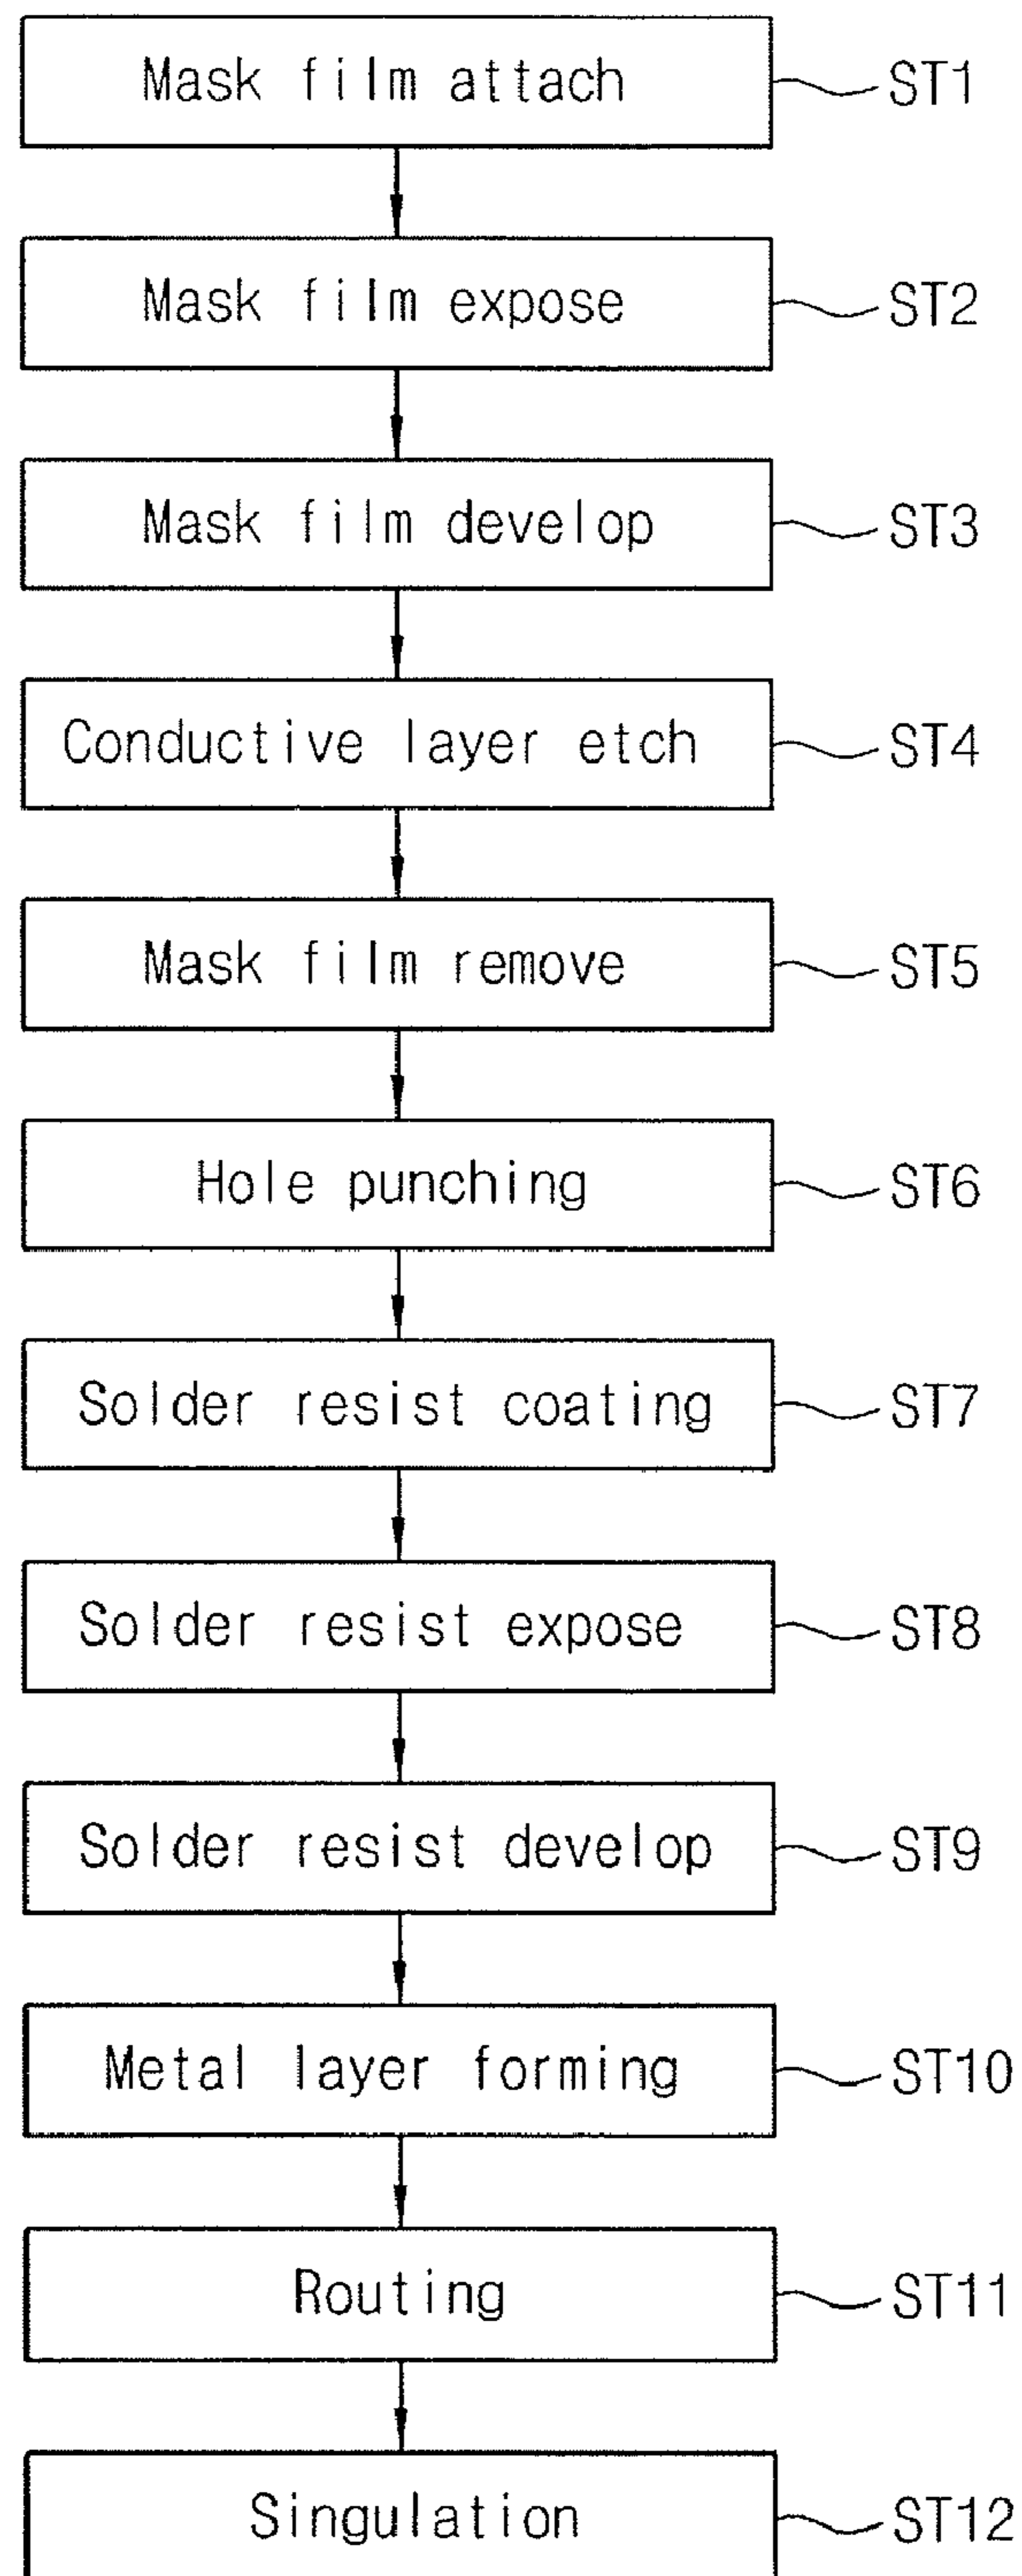 Mask film attach ST1
Mask film expose ST2
Mask film develop ST3
Conductive layer etch ST4
Mask film remove ST5
Hole punching ST6
Solder resist coating ST7
Solder resist expose ST8
Solder resist develop ST9
Metal layer forming ST10
Routing ST11
Singulation ST12